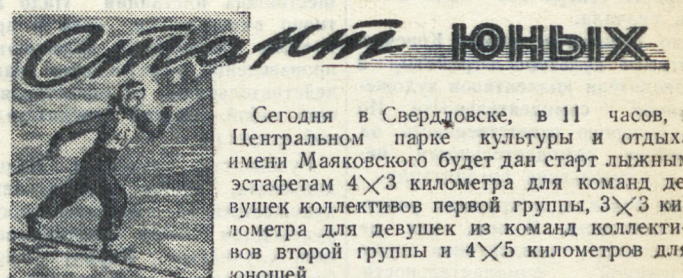 Старт ЮНЫХ
Сегодня в Свердловске, в 11 часов,
Центральном парке культуры и отдыха
имени Маяковского будет дан старт лыжным
эстафетам 4×3 километра для команд де-
вушек коллективов первой группы, 3×3 ки-
лометра для девушек из команд коллекти-
вов второй группы и 4×5 километров для
юношей